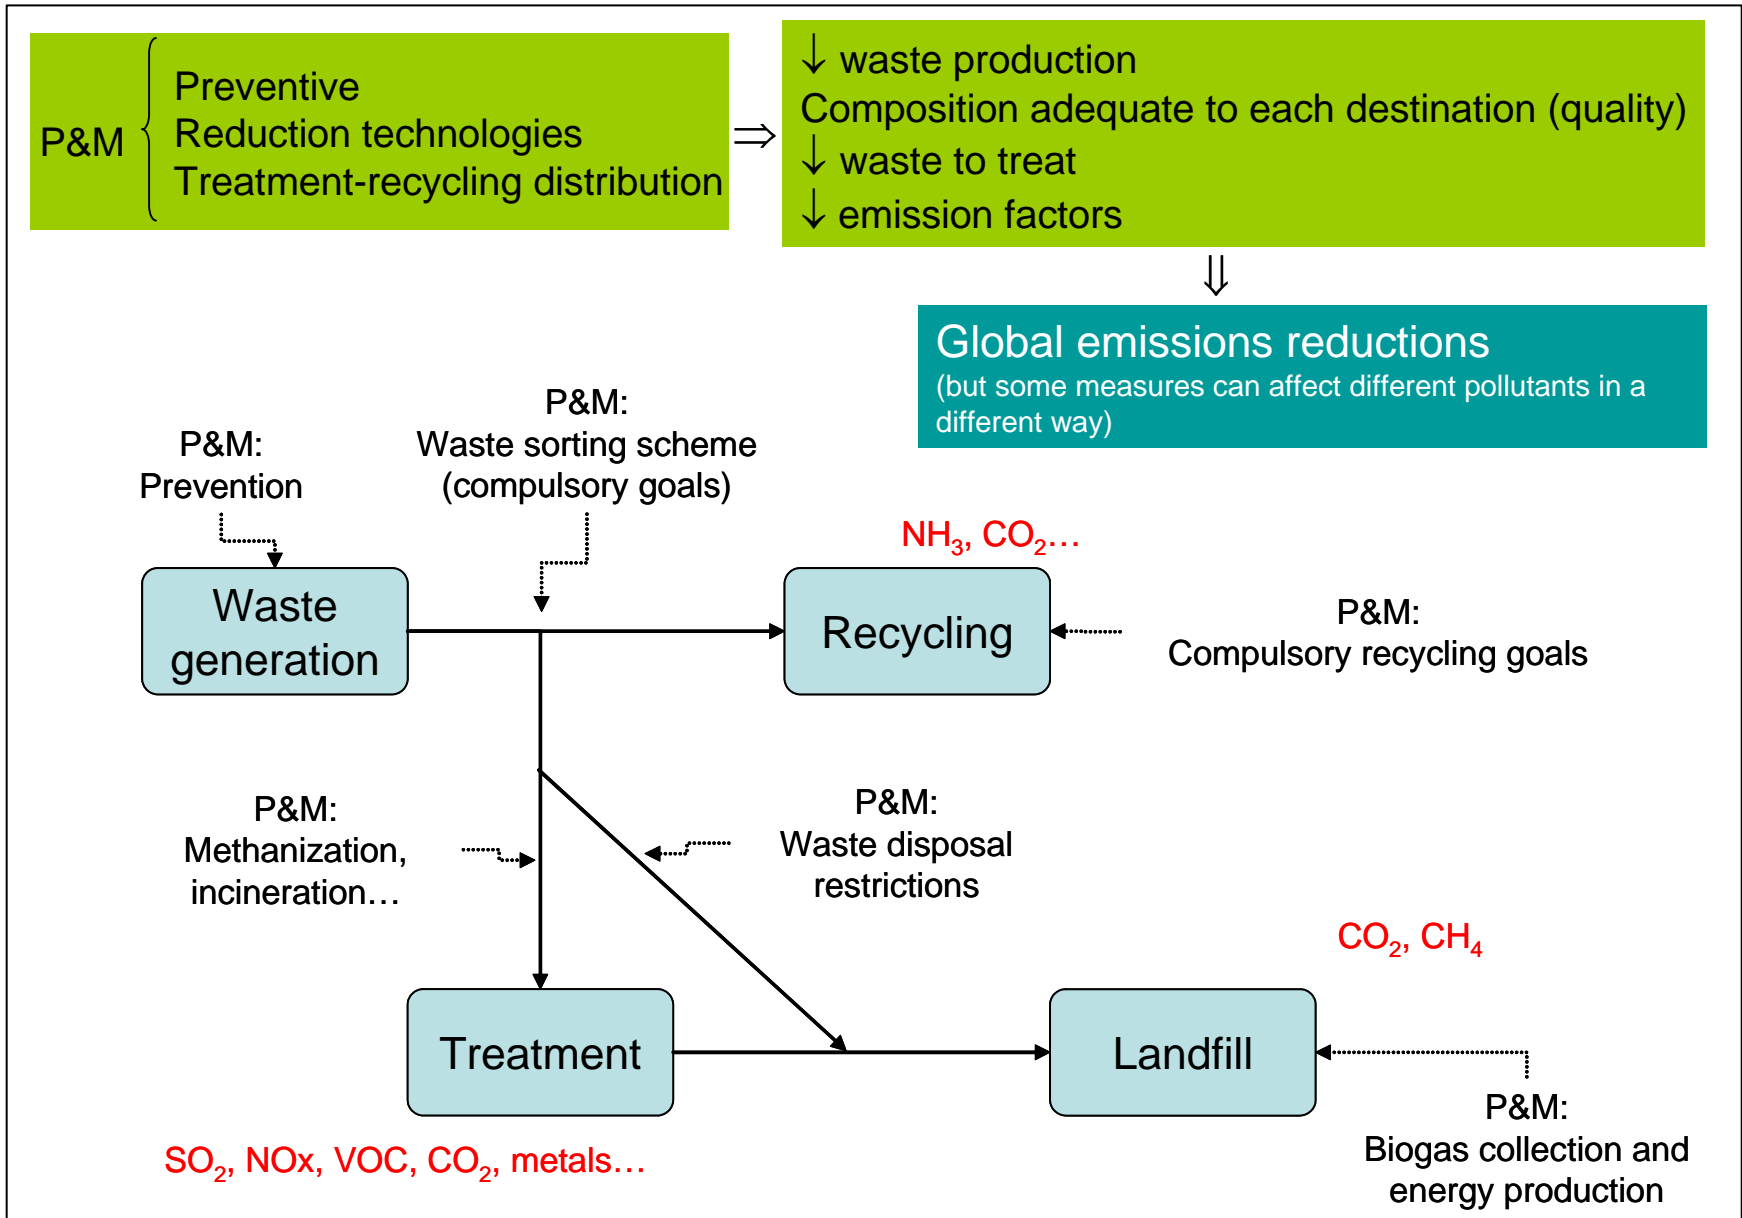 P&M
Preventive
Reduction technologies
Treatment-recycling distribution
⇒
↓ waste production
Composition adequate to each destination (quality)
↓ waste to treat
↓ emission factors
⇓
Global emissions reductions
(but some measures can affect different pollutants in a
different way)
P&M:
Prevention
P&M:
Waste sorting scheme
(compulsory goals)
NH₃, CO₂…
Waste
generation
Recycling
P&M:
Compulsory recycling goals
P&M:
Methanization,
incineration…
P&M:
Waste disposal
restrictions
CO₂, CH₄
Treatment
Landfill
SO₂, NOx, VOC, CO₂, metals…
P&M:
Biogas collection and
energy production